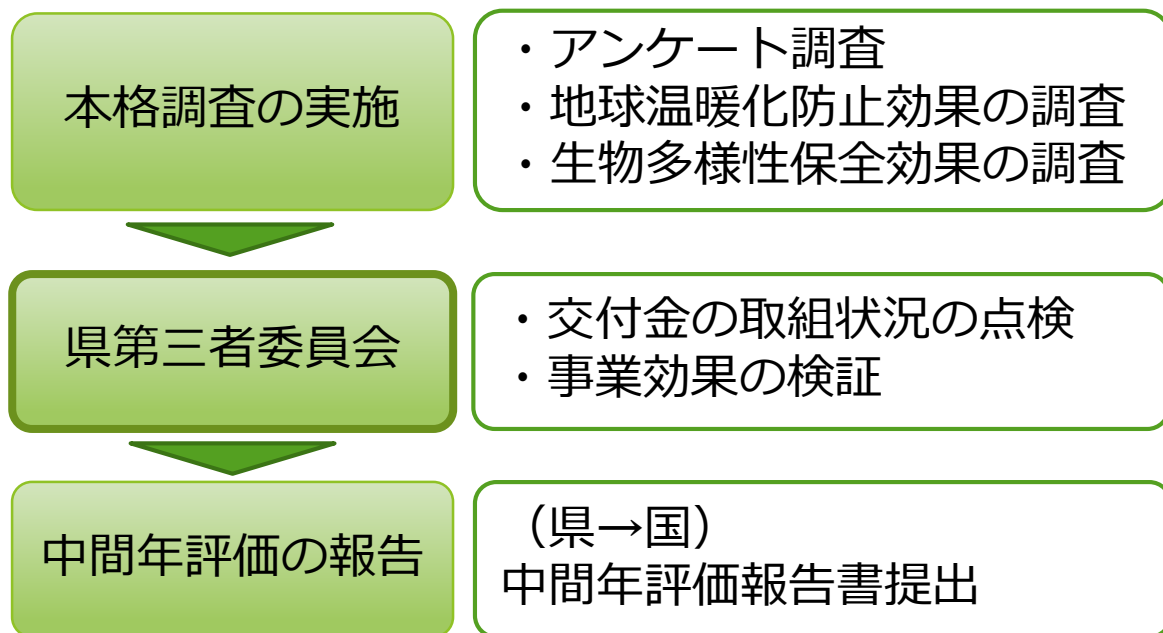 本格調査の実施
・アンケート調査
・地球温暖化防止効果の調査
・生物多様性保全効果の調査
県第三者委員会
・交付金の取組状況の点検
・事業効果の検証
中間年評価の報告
（県→国）
中間年評価報告書提出